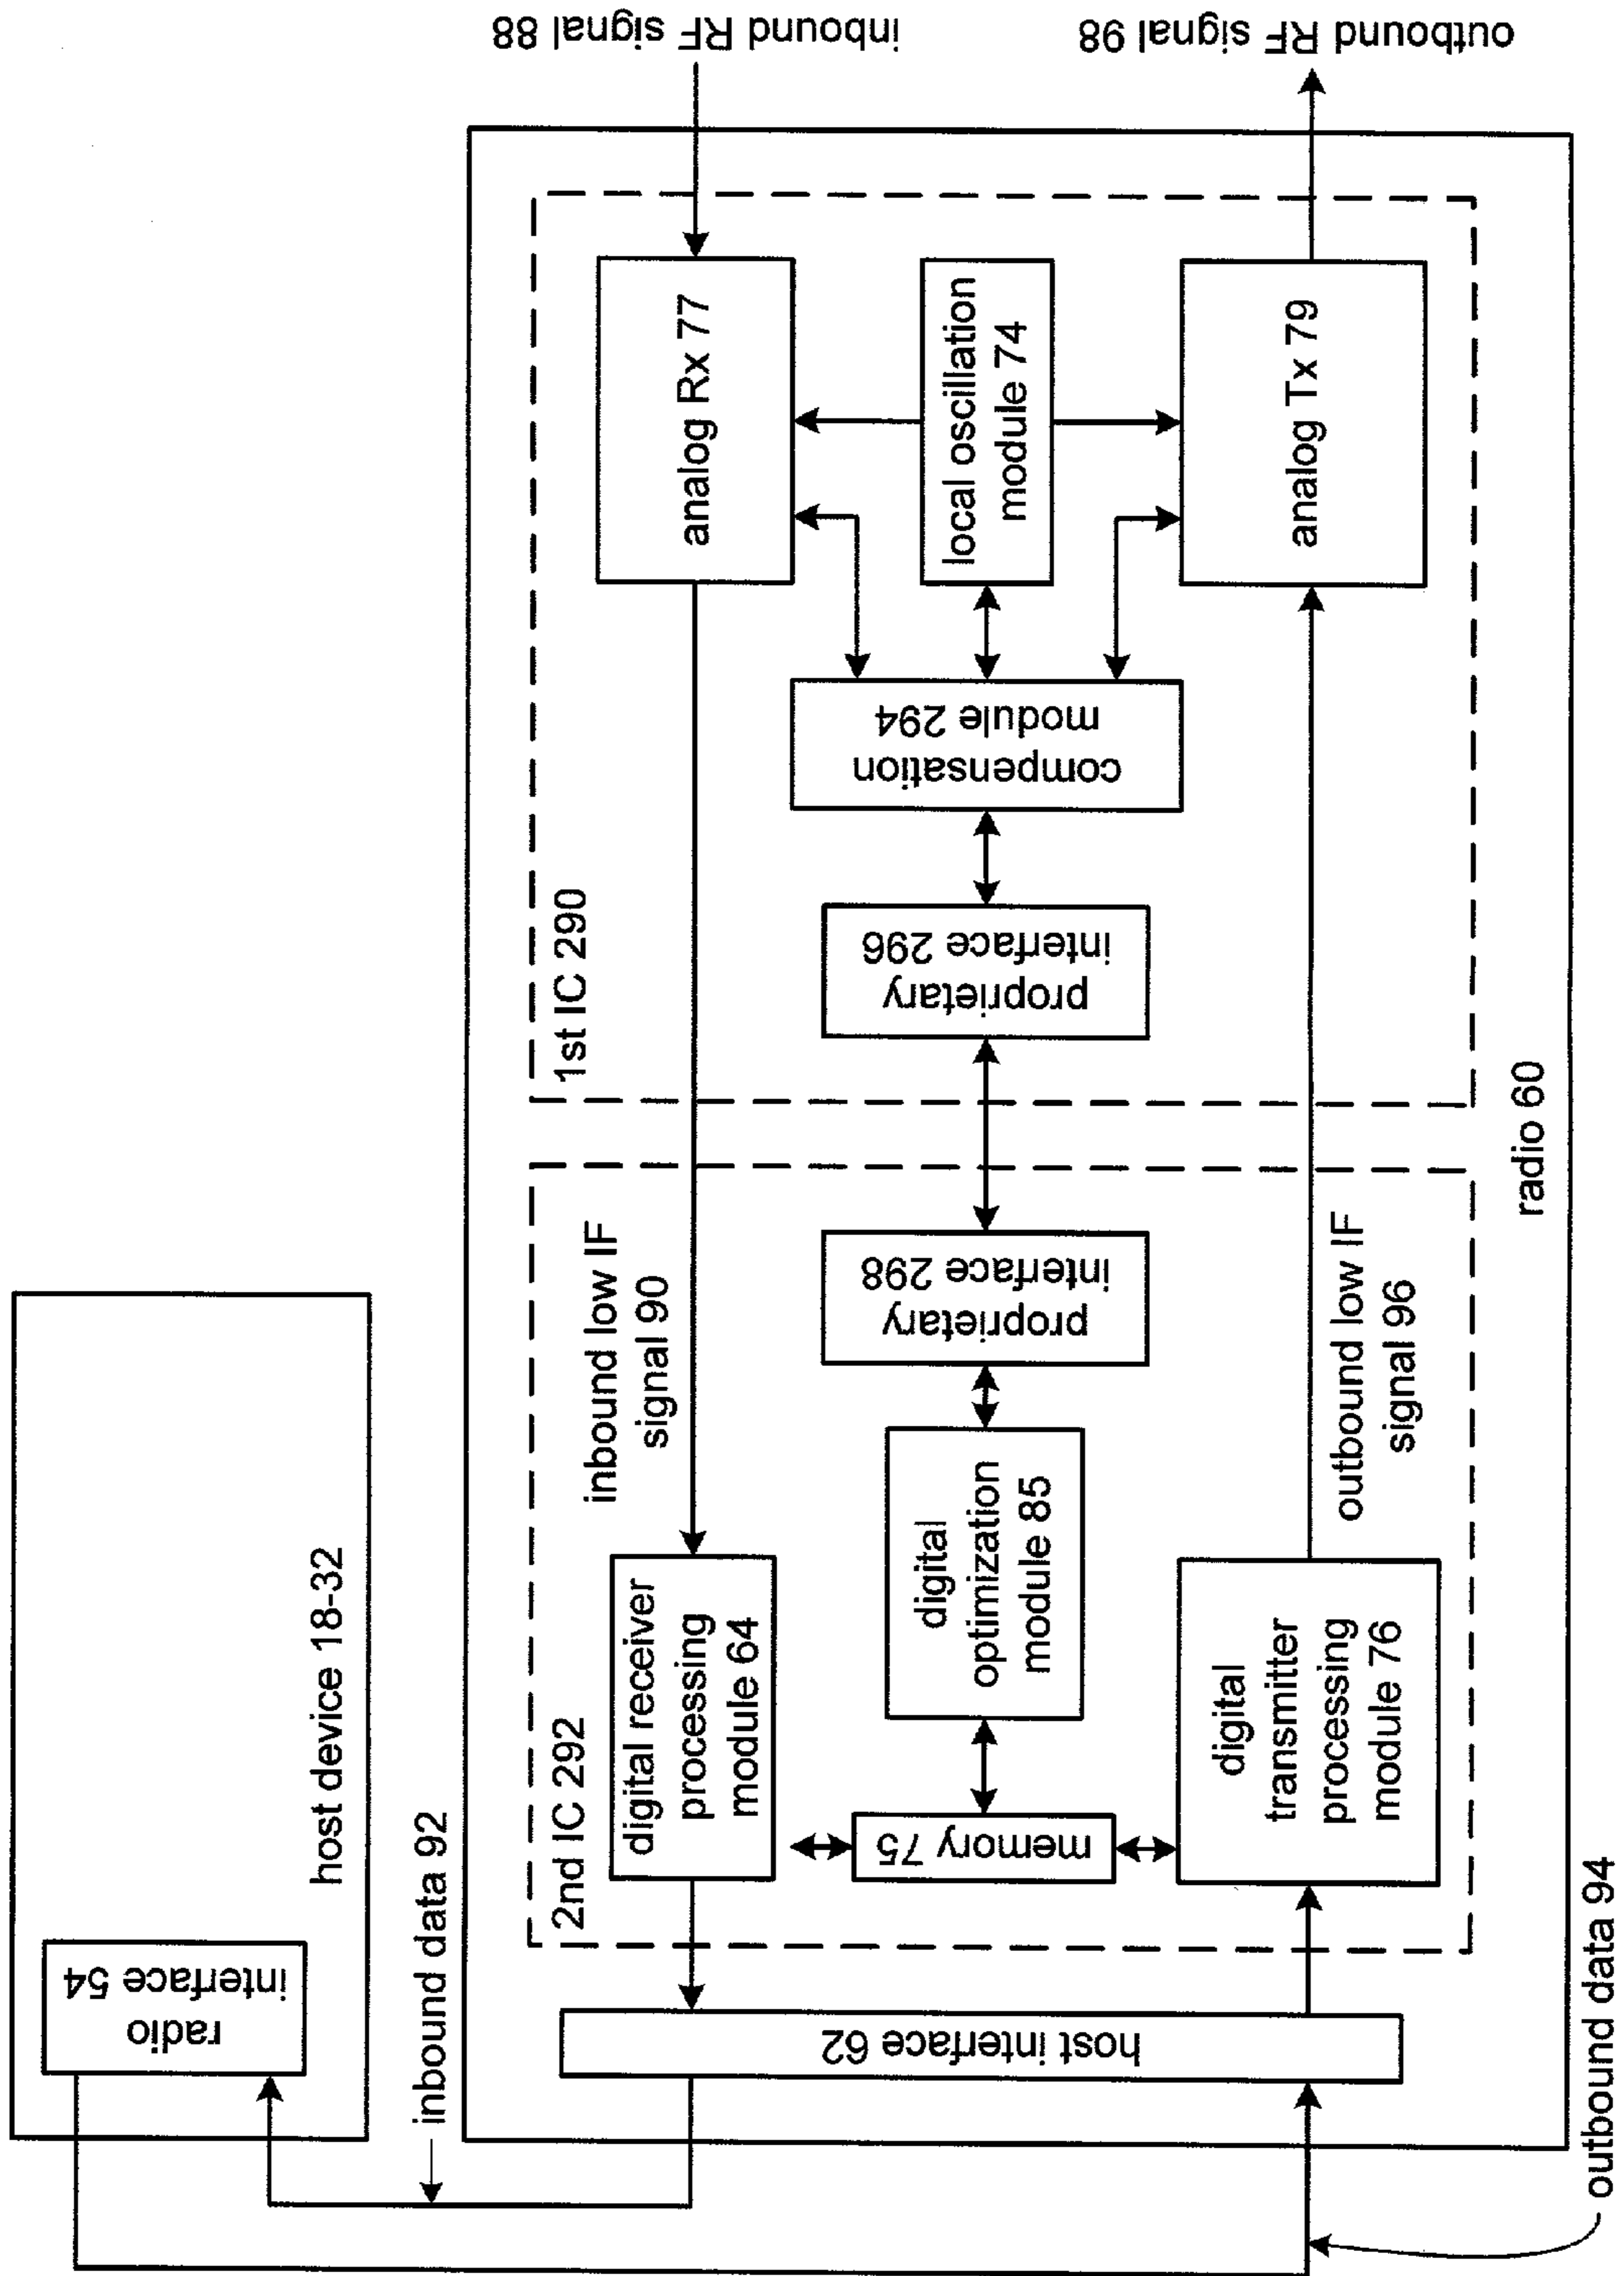 host device 18-32
radio
interface 54
inbound data 92
outbound data 94
radio 60
host interface 62
2nd IC 292
digital receiver
processing
module 64
memory 75
digital
transmitter
processing
module 76
digital
optimization
module 85
inbound low IF
signal 90
proprietary
interface 298
outbound low IF
signal 96
1st IC 290
proprietary
interface 296
compensation
module 294
analog Rx 77
local oscillation
module 74
analog Tx 79
inbound RF signal 88
outbound RF signal 98